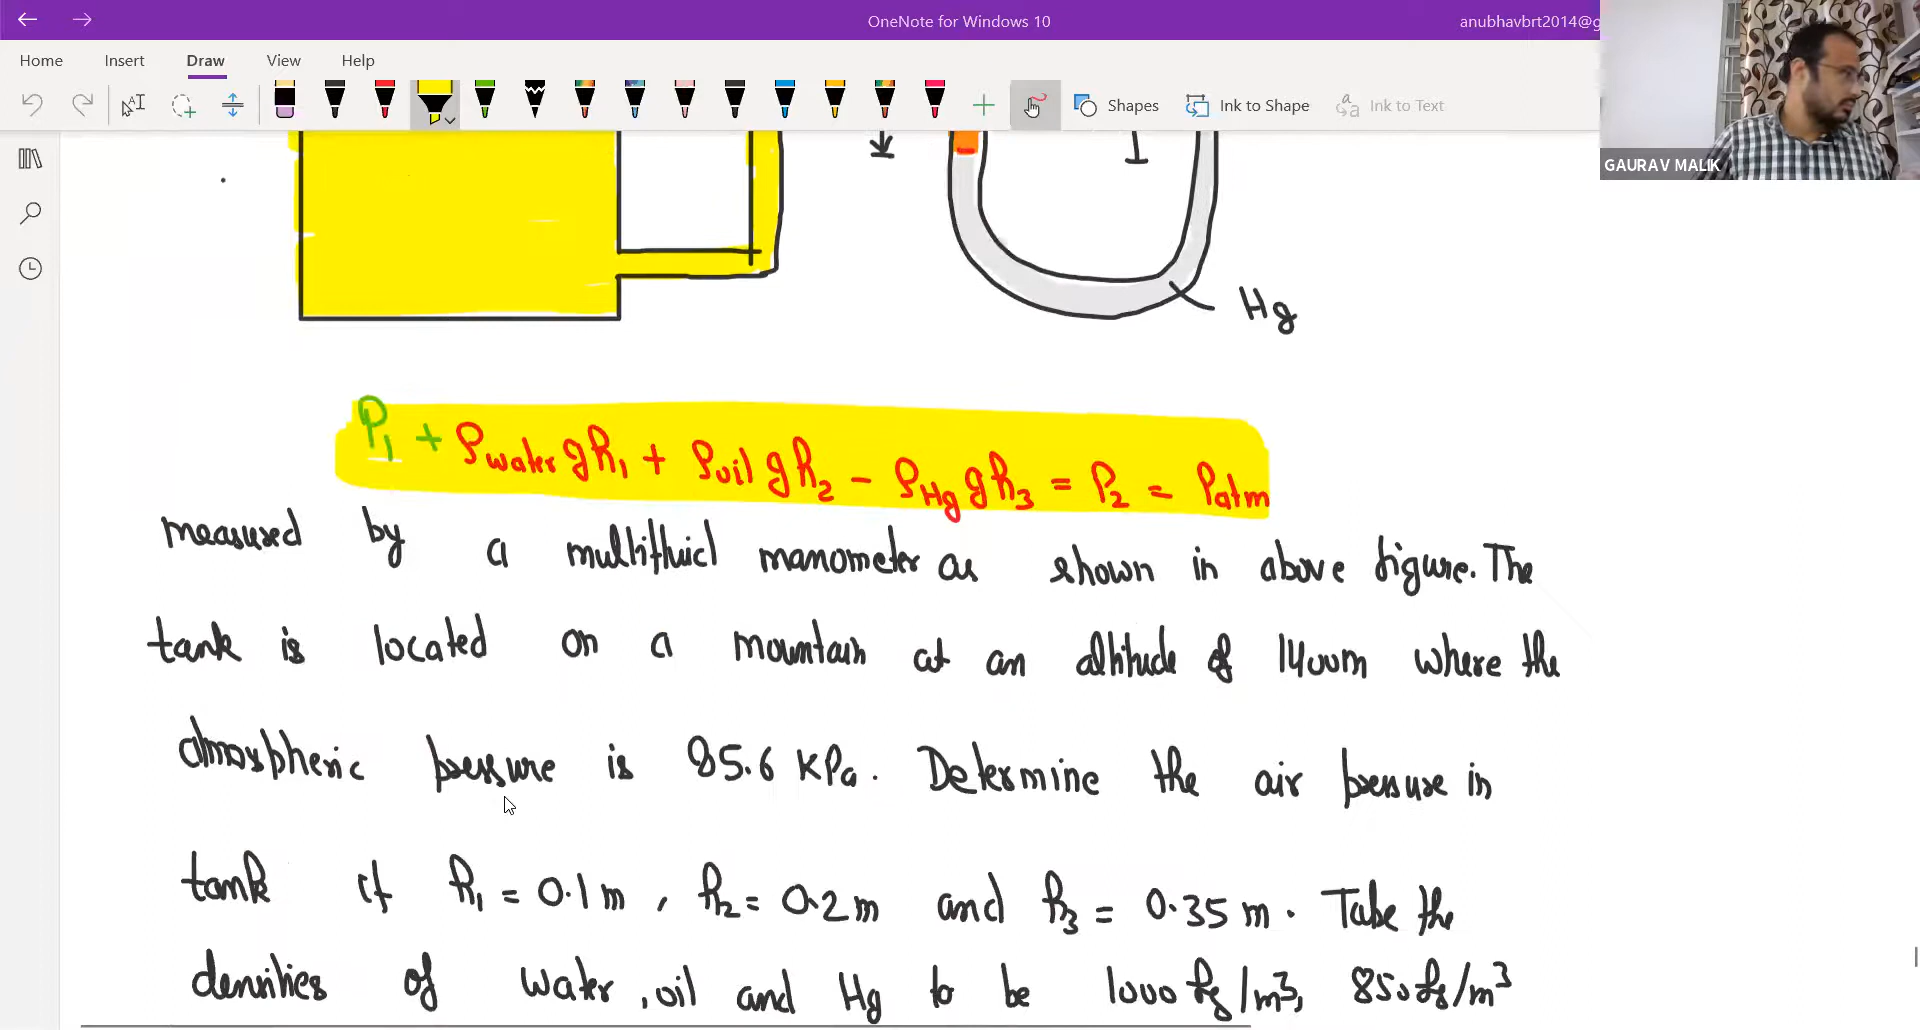 OneNote for Windows 10
anubhavbrt2014@g
Home Insert Draw View Help
Shapes Ink to Shape Ink to Text
GAURAV MALIK
Hg
P₁ + ρwater gh₁ + ρoil gh₂ - ρHg gh₃ = P₂ = Patm
measured by a multifluid manometer as shown in above figure. The
tank is located on a mountain at an altitude of 1400m where the
atmospheric pressure is 85.6 KPa. Determine the air pressure in
tank if h₁ = 0.1 m, h₂ = 0.2 m and h₃ = 0.35 m. Take the
densities of water, oil and Hg to be 1000 kg/m³, 850 kg/m³